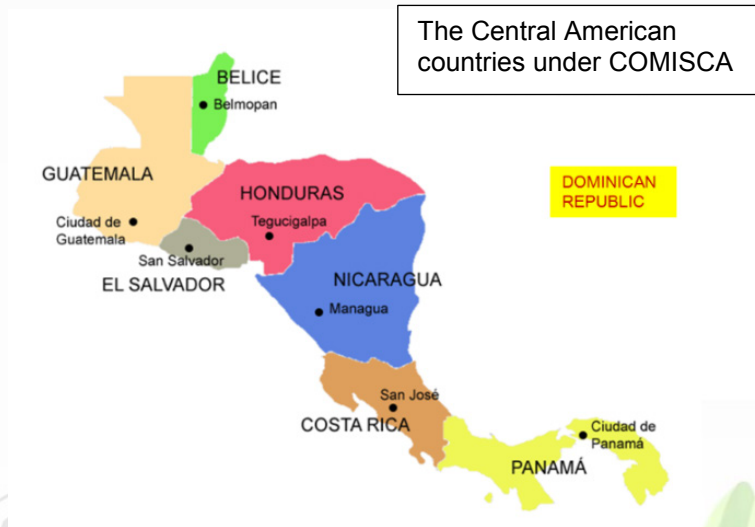 The Central American
countries under COMISCA
BELICE
Belmopan
GUATEMALA
HONDURAS
DOMINICAN
REPUBLIC
Ciudad de
Guatemala
Tegucigalpa
San Salvador
EL SALVADOR
NICARAGUA
Managua
San José
COSTA RICA
Ciudad de
Panamá
PANAMÁ